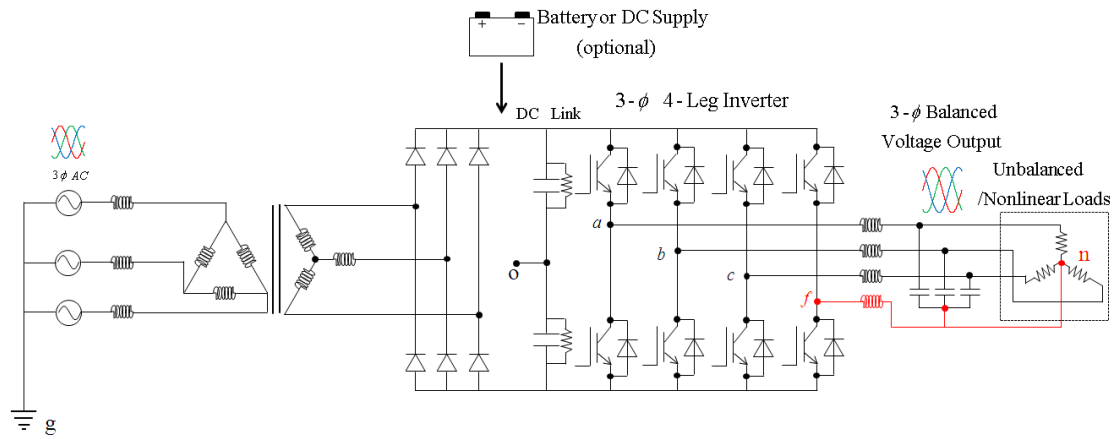 Battery or DC Supply
(optional)
+ −
DC Link
3-ϕ 4-Leg Inverter
3-ϕ Balanced
Voltage Output
Unbalanced
/Nonlinear Loads
3ϕ AC
a
b
c
f
n
o
g